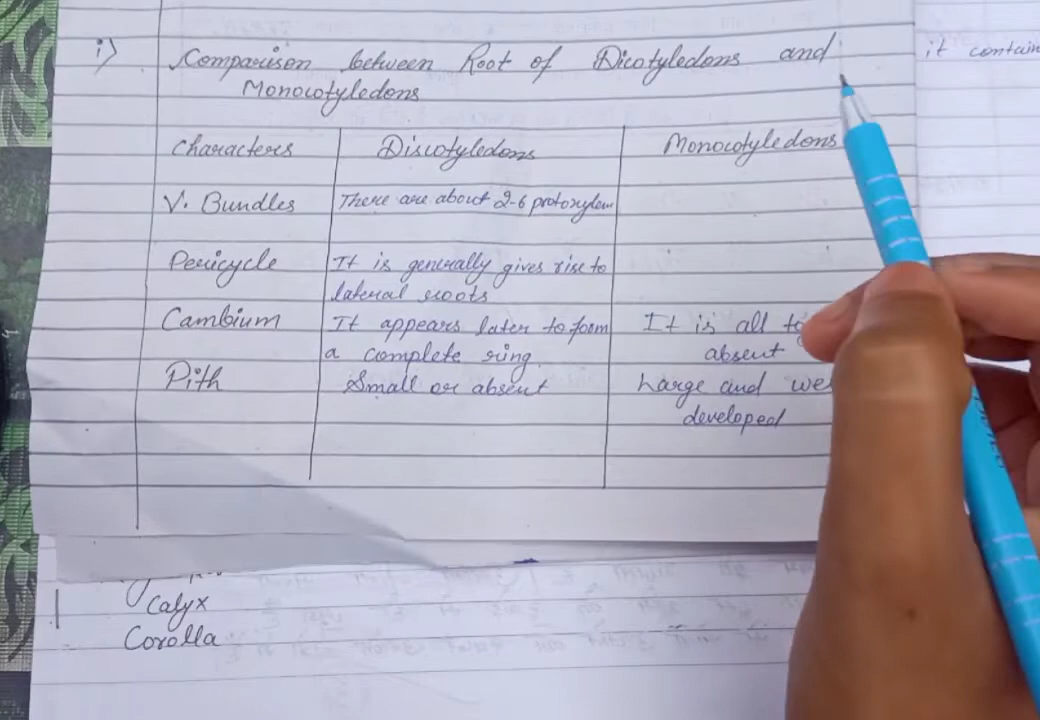 i) Comparison between Root of Dicotyledons and
Monocotyledons
it contain
Characters Discotyledons Monocotyledons
V. Bundles There are about 2-6 protoxylem
Pericycle It is generally gives rise to
lateral roots
Cambium It appears later to form It is all
a complete ring. absent
Pith Small or absent Large and
developed
Calyx
Corolla